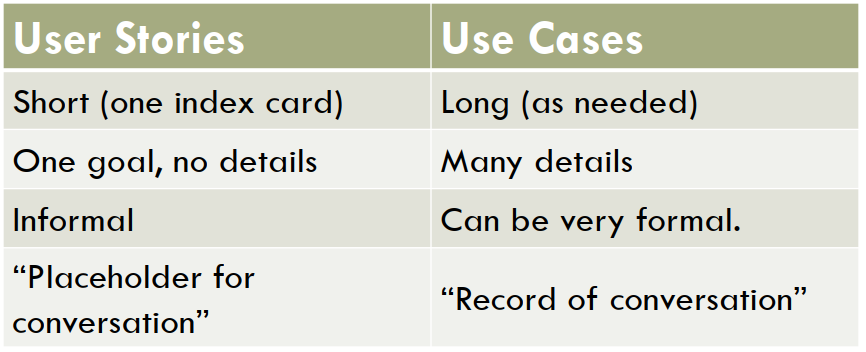 User Stories
Use Cases
Short (one index card)
Long (as needed)
One goal, no details
Many details
Informal
Can be very formal.
“Placeholder for
conversation”
“Record of conversation”